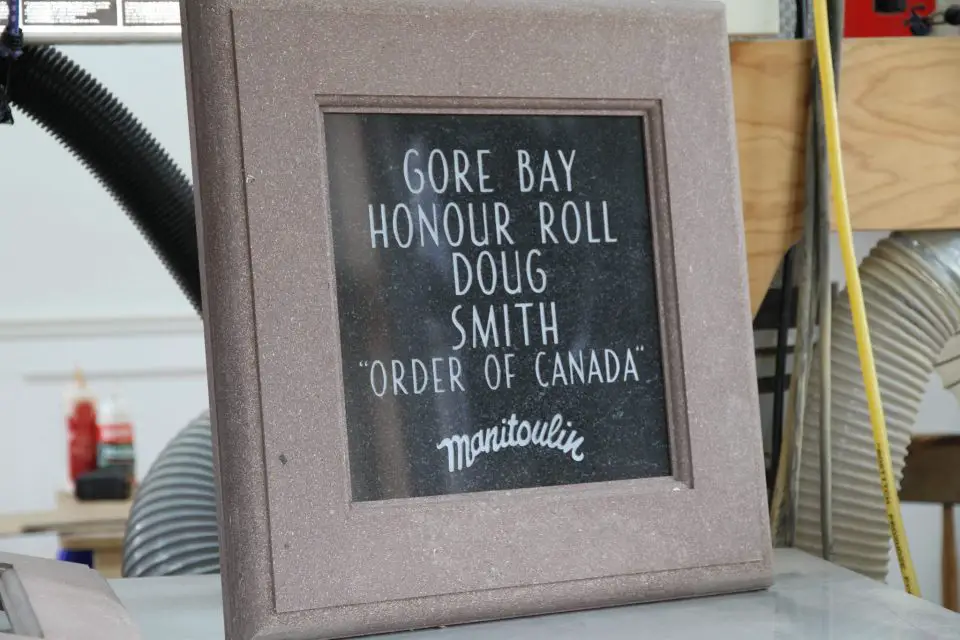 GORE BAY
HONOUR ROLL
DOUG
SMITH
"ORDER OF CANADA"
manitoulin